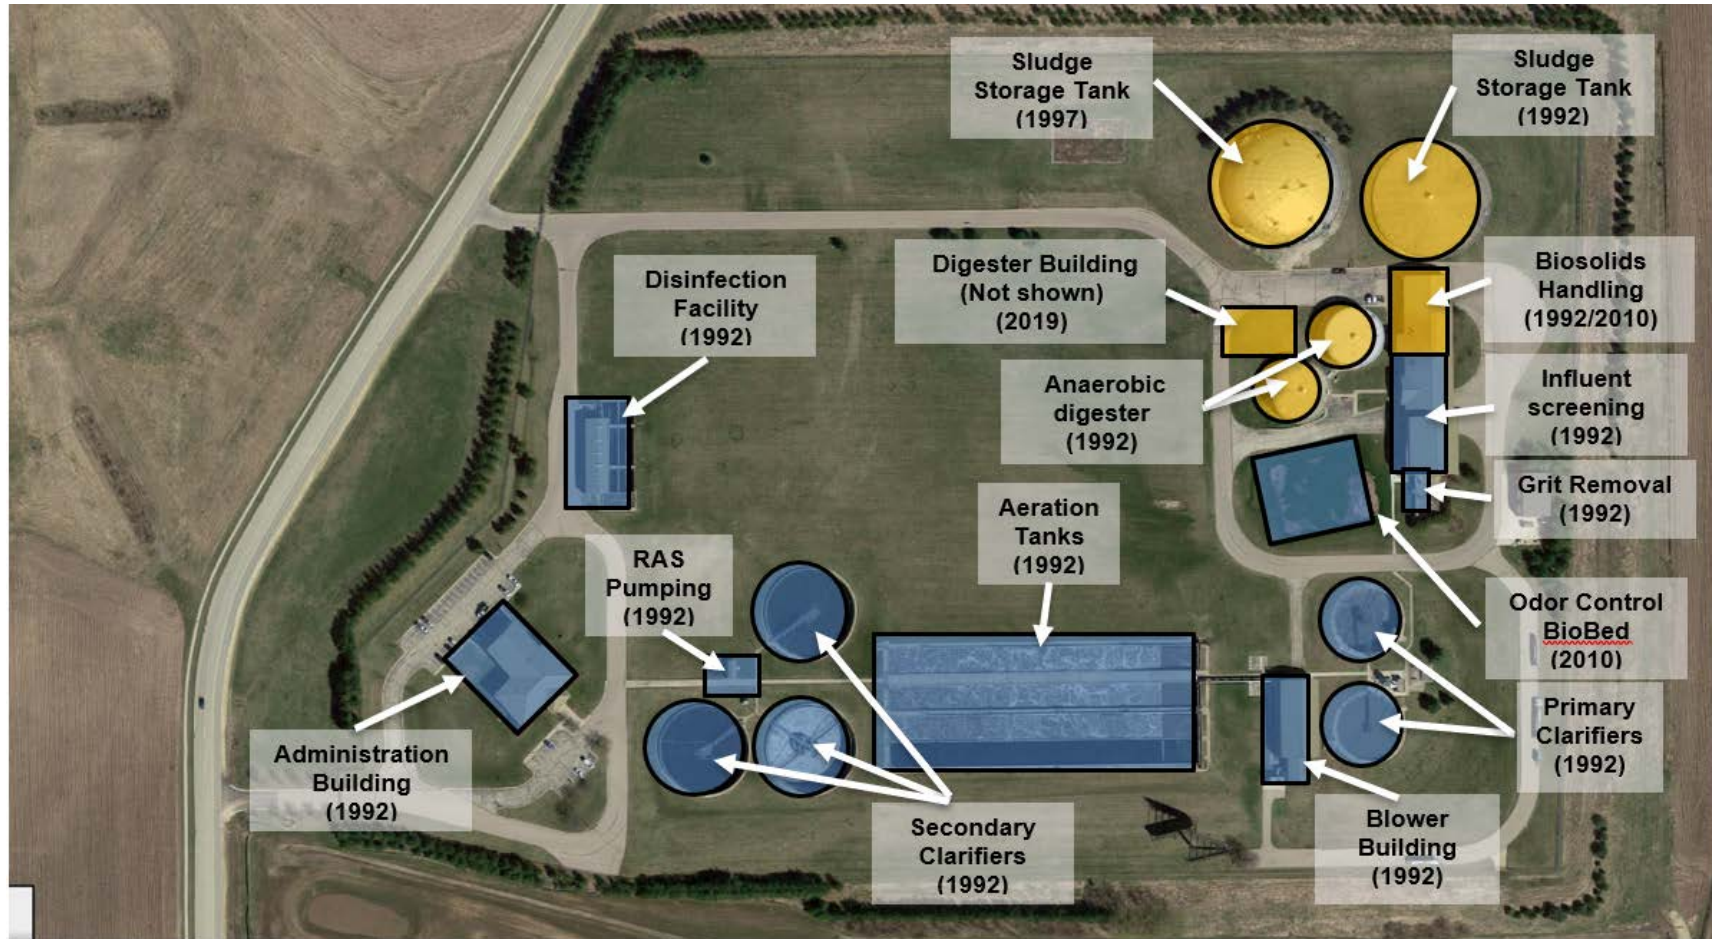 Sludge
Storage Tank
(1997)
Sludge
Storage Tank
(1992)
Digester Building
(Not shown)
(2019)
Biosolids
Handling
(1992/2010)
Disinfection
Facility
(1992)
Anaerobic
digester
(1992)
Influent
screening
(1992)
Grit Removal
(1992)
Aeration
Tanks
(1992)
RAS
Pumping
(1992)
Odor Control
BioBed
(2010)
Primary
Clarifiers
(1992)
Administration
Building
(1992)
Secondary
Clarifiers
(1992)
Blower
Building
(1992)